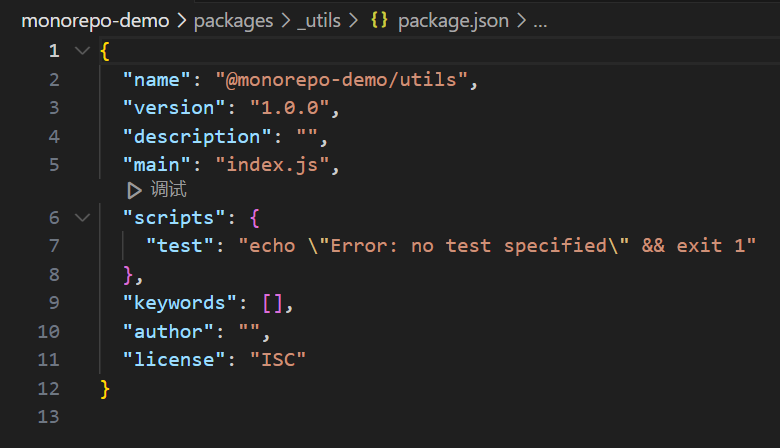 monorepo-demo > packages > _utils > {} package.json > ...
1 {
2 "name": "@monorepo-demo/utils",
3 "version": "1.0.0",
4 "description": "",
5 "main": "index.js",
▷ 调试
6 "scripts": {
7 "test": "echo \"Error: no test specified\" && exit 1"
8 },
9 "keywords": [],
10 "author": "",
11 "license": "ISC"
12 }
13